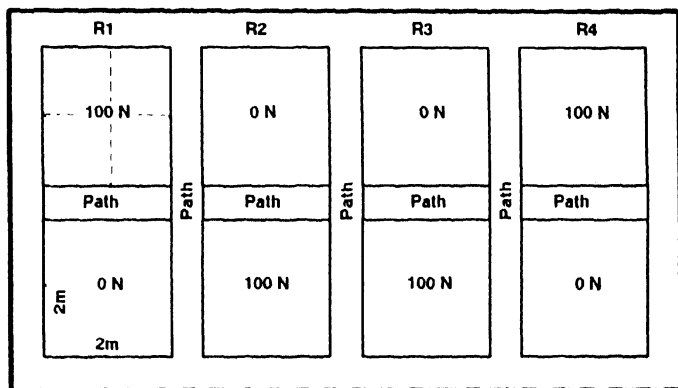 R1 R2 R3 R4
100 N 0 N 0 N 100 N
Path Path Path Path Path Path Path
0 N 100 N 100 N 0 N
2m
2m